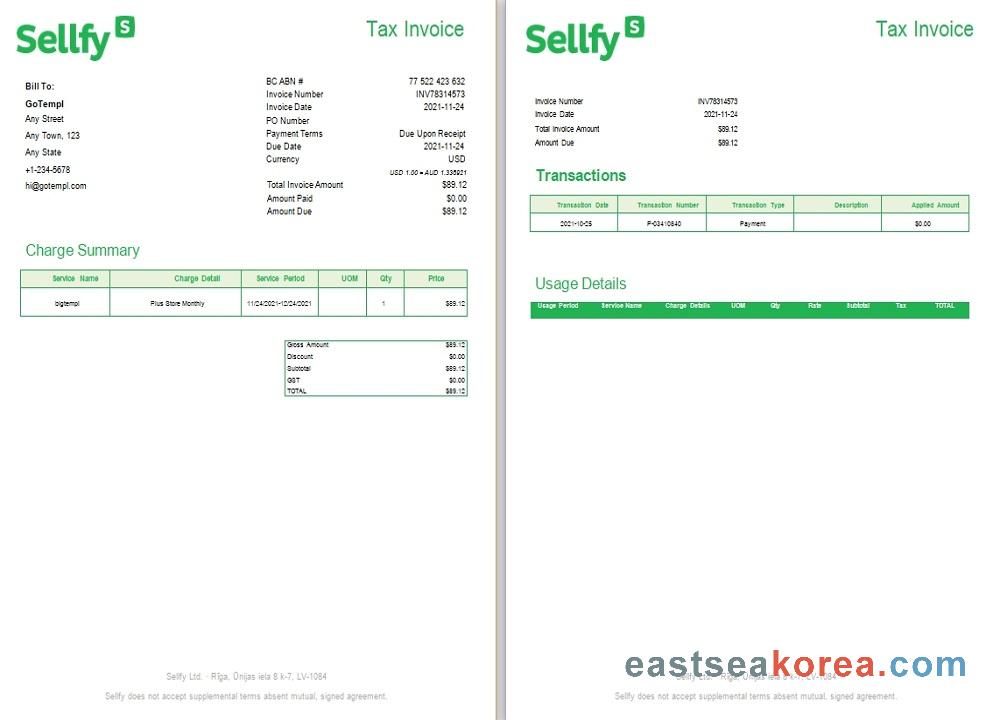 Sellfy S
Tax Invoice
Bill To:
GoTempl
Any Street
Any Town, 123
Any State
+1-234-5678
hi@gotempl.com
BC ABN # 77 522 423 632
Invoice Number INV78314573
Invoice Date 2021-11-24
PO Number
Payment Terms Due Upon Receipt
Due Date 2021-11-24
Currency USD
USD 1.00 = AUD 1.335921
Total Invoice Amount $89.12
Amount Paid $0.00
Amount Due $89.12
Charge Summary
Service Name Charge Detail Service Period UOM Qty Price
bigtempl Plus Store Monthly 11/24/2021-12/24/2021 1 $89.12
Gross Amount $89.12
Discount $0.00
Subtotal $89.12
GST $0.00
TOTAL $89.12
Sellfy Ltd. · Rīga, Ūnijas iela 8 k-7, LV-1084
Sellfy does not accept supplemental terms absent mutual, signed agreement.
Sellfy S
Tax Invoice
Invoice Number INV78314573
Invoice Date 2021-11-24
Total Invoice Amount $89.12
Amount Due $89.12
Transactions
Transaction Date Transaction Number Transaction Type Description Applied Amount
2021-10-25 P-03410840 Payment $0.00
Usage Details
Usage Period Service Name Charge Details UOM Qty Rate Subtotal Tax TOTAL
eastseakorea.com
Sellfy Ltd. · Rīga, Ūnijas iela 8 k-7, LV-1084
Sellfy does not accept supplemental terms absent mutual, signed agreement.